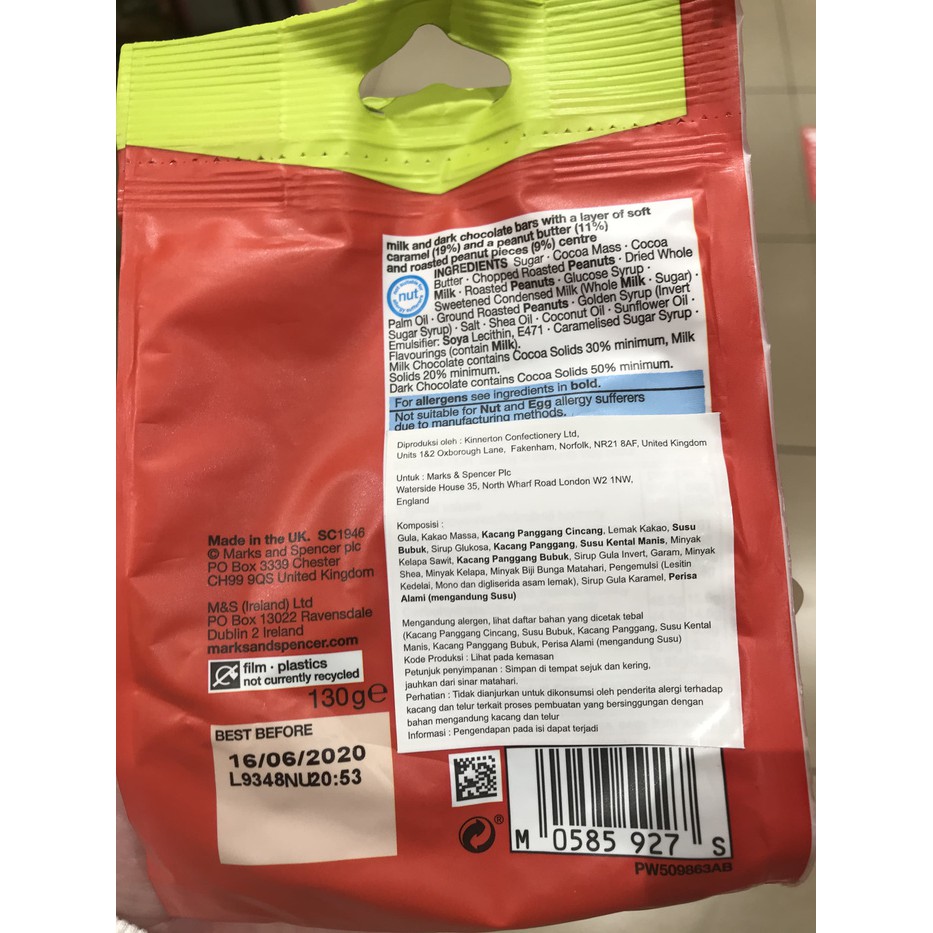 milk and dark chocolate bars with a layer of soft
caramel (19%) and a peanut butter (11%)
and roasted peanut pieces (9%) centre
INGREDIENTS Sugar · Cocoa Mass · Cocoa
Butter · Chopped Roasted Peanuts · Dried Whole
Milk · Roasted Peanuts · Glucose Syrup ·
Sweetened Condensed Milk (Whole Milk · Sugar) ·
nut
Palm Oil · Ground Roasted Peanuts · Golden Syrup (Invert
Sugar Syrup) · Salt · Shea Oil · Coconut Oil · Sunflower Oil ·
Emulsifier: Soya Lecithin, E471 · Caramelised Sugar Syrup ·
Flavourings (contain Milk).
Milk Chocolate contains Cocoa Solids 30% minimum, Milk
Solids 20% minimum.
Dark Chocolate contains Cocoa Solids 50% minimum.
For allergens see ingredients in bold.
Not suitable for Nut and Egg allergy sufferers
due to manufacturing methods.
Diproduksi oleh : Kinnerton Confectionery Ltd,
Units 1&2 Oxborough Lane, Fakenham, Norfolk, NR21 8AF, United Kingdom
Untuk : Marks & Spencer Plc
Waterside House 35, North Wharf Road London W2 1NW,
England
Komposisi :
Gula, Kakao Massa, Kacang Panggang Cincang, Lemak Kakao, Susu
Bubuk, Sirup Glukosa, Kacang Panggang, Susu Kental Manis, Minyak
Kelapa Sawit, Kacang Panggang Bubuk, Sirup Gula Invert, Garam, Minyak
Shea, Minyak Kelapa, Minyak Biji Bunga Matahari, Pengemulsi (Lesitin
Kedelai, Mono dan digliserida asam lemak), Sirup Gula Karamel, Perisa
Alami (mengandung Susu)
Mengandung alergen, lihat daftar bahan yang dicetak tebal
(Kacang Panggang Cincang, Susu Bubuk, Kacang Panggang, Susu Kental
Manis, Kacang Panggang Bubuk, Perisa Alami (mengandung Susu)
Kode Produksi : Lihat pada kemasan
Petunjuk penyimpanan : Simpan di tempat sejuk dan kering,
jauhkan dari sinar matahari.
Perhatian : Tidak dianjurkan untuk dikonsumsi oleh penderita alergi terhadap
kacang dan telur terkait proses pembuatan yang bersinggungan dengan
bahan mengandung kacang dan telur
Informasi : Pengendapan pada isi dapat terjadi
Made in the UK. SC1946
© Marks and Spencer plc
PO Box 3339 Chester
CH99 9QS United Kingdom
M&S (Ireland) Ltd
PO Box 13022 Ravensdale
Dublin 2 Ireland
marksandspencer.com
film · plastics
not currently recycled
130g℮
BEST BEFORE
16/06/2020
L9348NU20:53
®
M 0585 927 S
PW509863AB